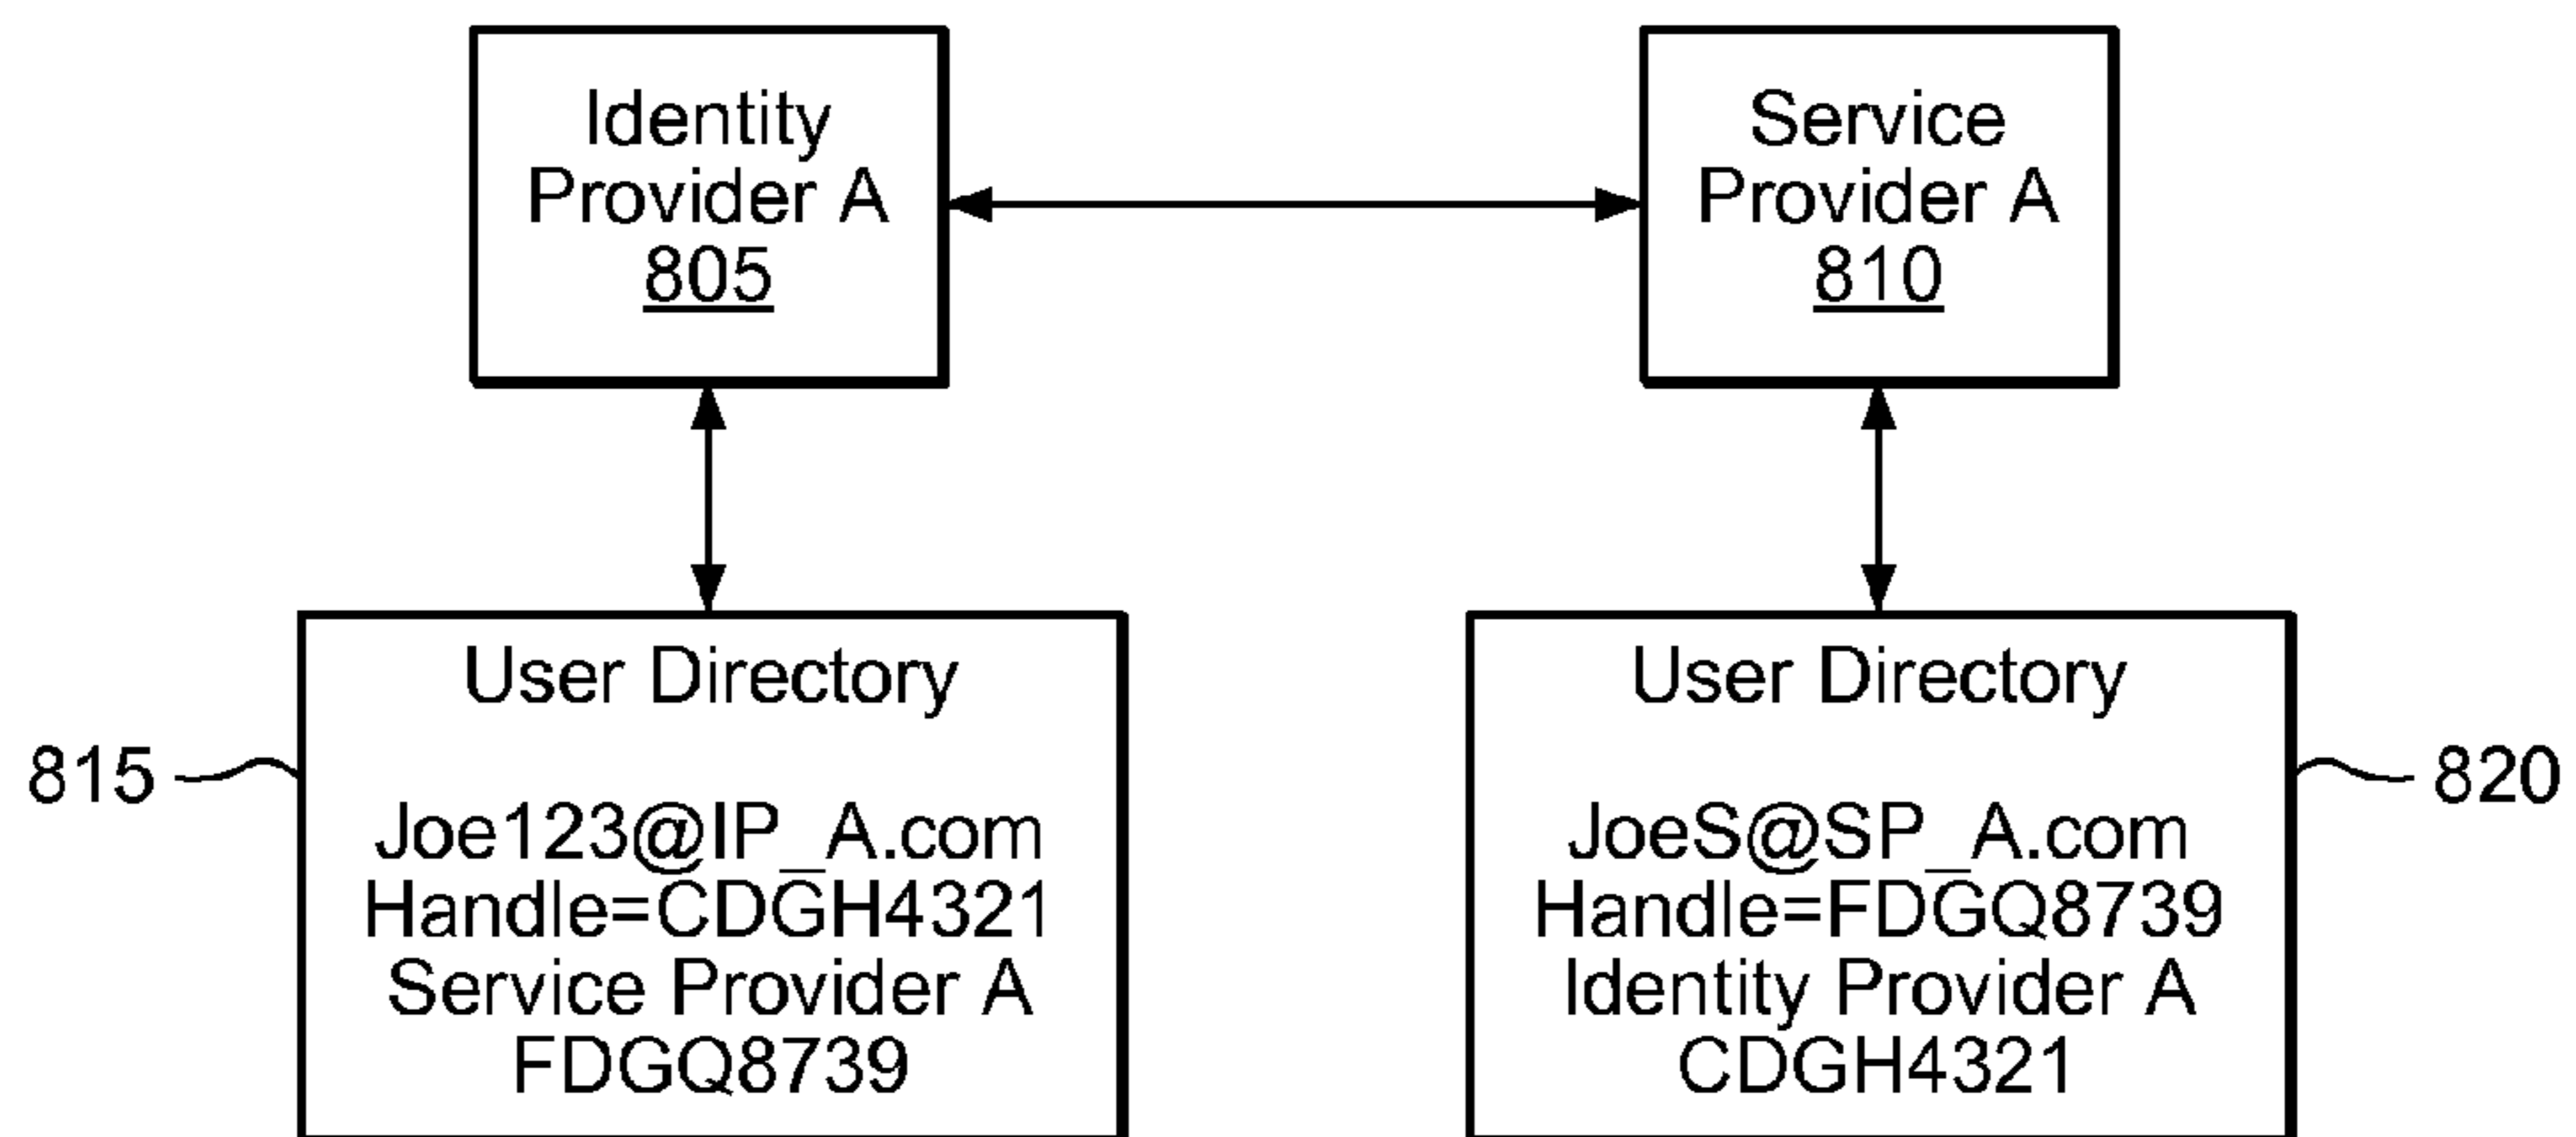 Identity
Provider A
805
Service
Provider A
810
815
User Directory
Joe123@IP_A.com
Handle=CDGH4321
Service Provider A
FDGQ8739
User Directory
JoeS@SP_A.com
Handle=FDGQ8739
Identity Provider A
CDGH4321
820